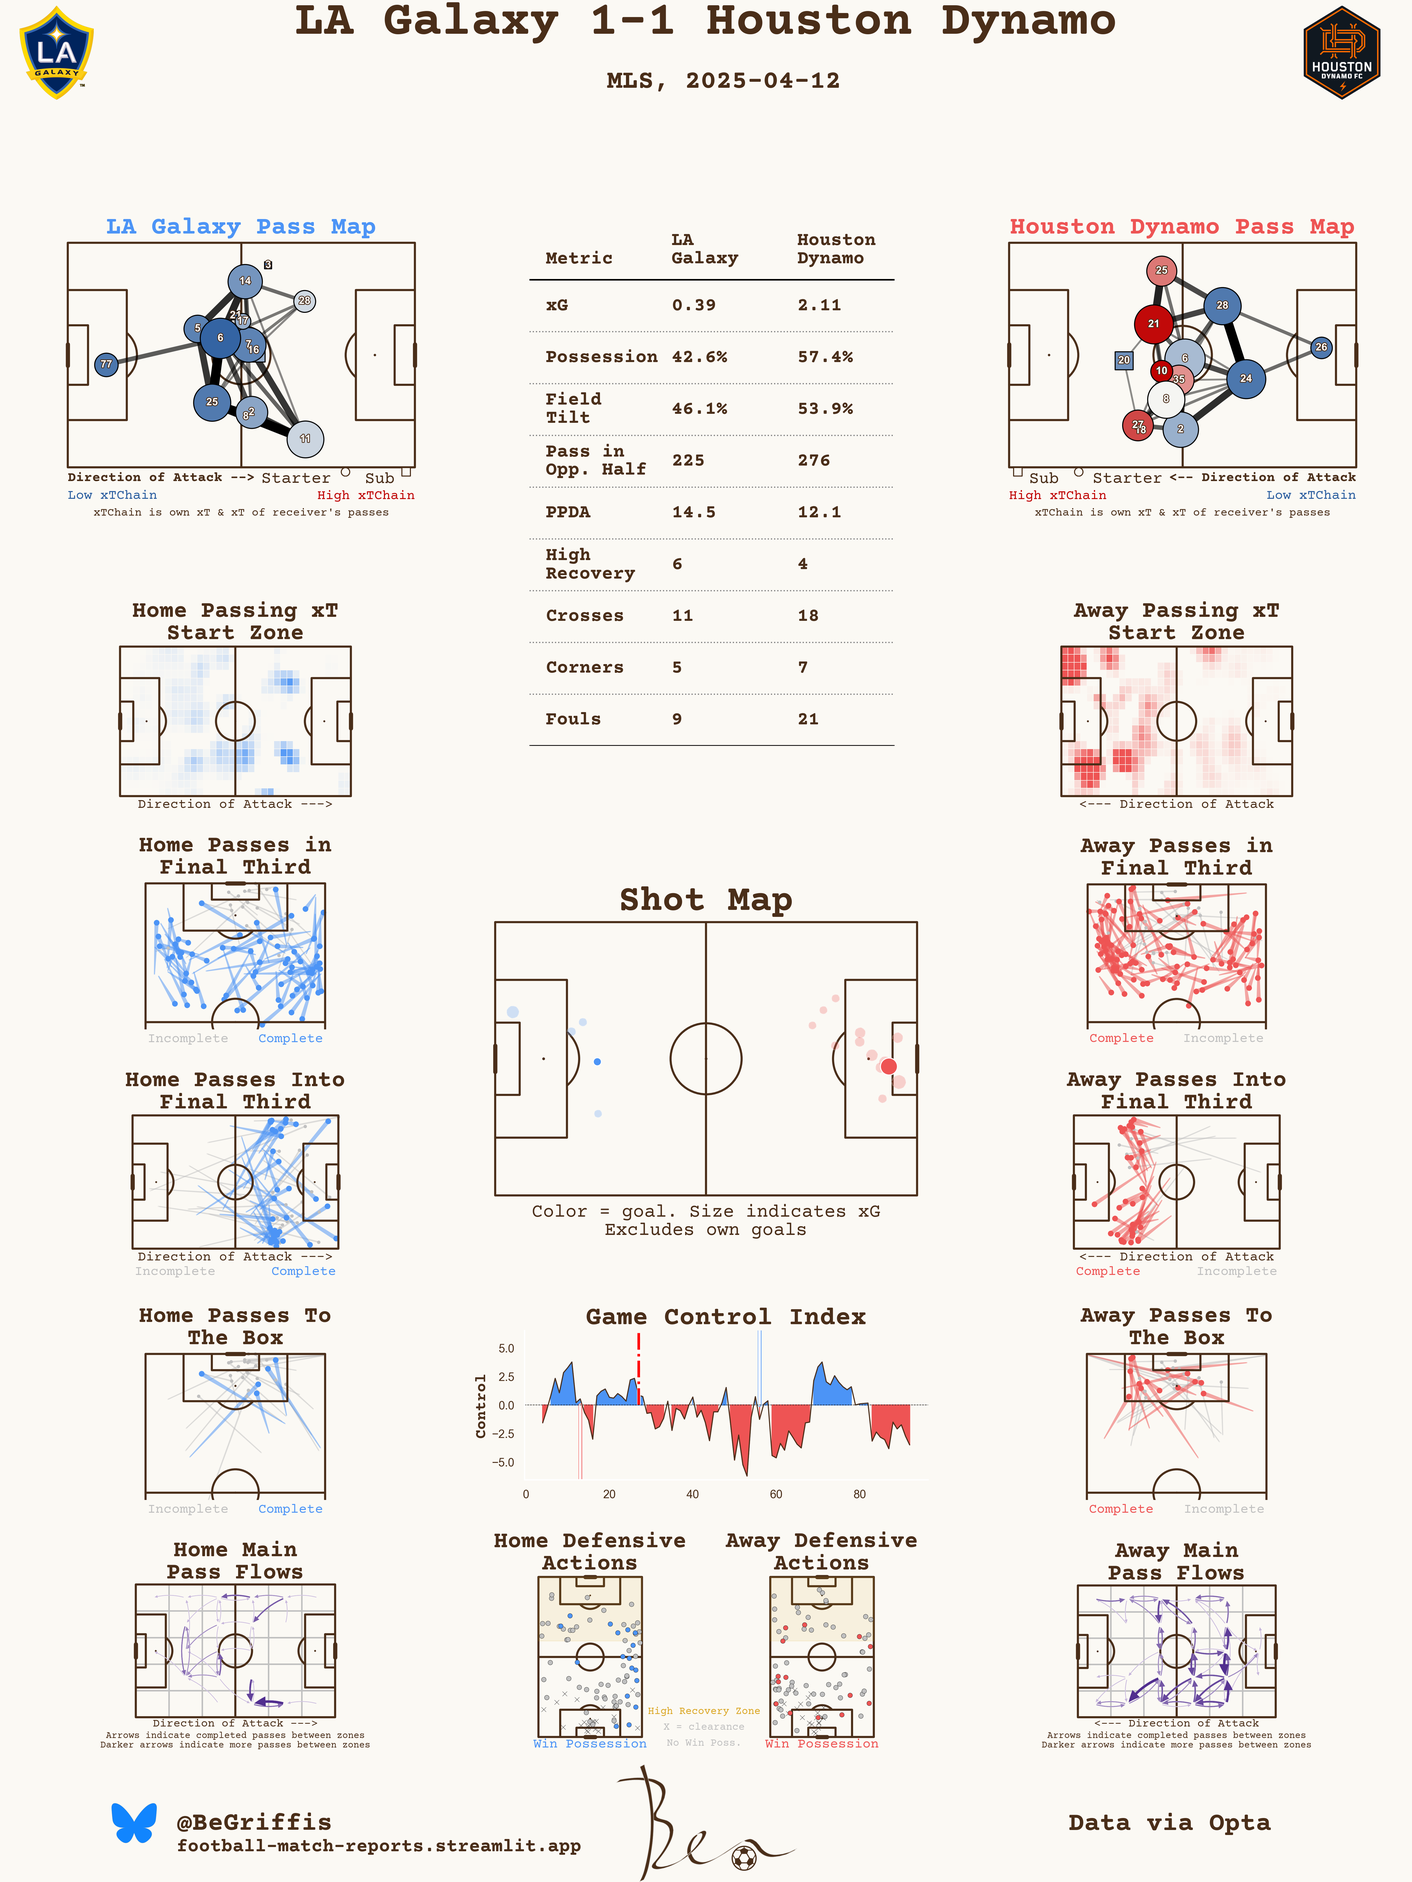 LA Galaxy 1-1 Houston Dynamo
MLS, 2025-04-12
LA
GALAXY
TM
HOUSTON
DYNAMO FC
LA Galaxy Pass Map
3
14
28
5
17
6
7
16
77
25
8
2
11
Direction of Attack --> Starter Sub
Low xTChain High xTChain
xTChain is own xT & xT of receiver's passes
Metric LA Galaxy Houston Dynamo
xG 0.39 2.11
Possession 42.6% 57.4%
Field Tilt 46.1% 53.9%
Pass in Opp. Half 225 276
PPDA 14.5 12.1
High Recovery 6 4
Crosses 11 18
Corners 5 7
Fouls 9 21
Houston Dynamo Pass Map
25
28
21
26
20
6
10
35
24
8
27
18
2
Sub Starter <-- Direction of Attack
High xTChain Low xTChain
xTChain is own xT & xT of receiver's passes
Home Passing xT
Start Zone
Direction of Attack --->
Away Passing xT
Start Zone
<--- Direction of Attack
Home Passes in
Final Third
Incomplete Complete
Away Passes in
Final Third
Complete Incomplete
Shot Map
Color = goal. Size indicates xG
Excludes own goals
Home Passes Into
Final Third
Direction of Attack --->
Incomplete Complete
Away Passes Into
Final Third
<--- Direction of Attack
Complete Incomplete
Home Passes To
The Box
Incomplete Complete
Game Control Index
Control
5.0
2.5
0.0
−2.5
−5.0
0 20 40 60 80
Away Passes To
The Box
Complete Incomplete
Home Main
Pass Flows
Direction of Attack --->
Arrows indicate completed passes between zones
Darker arrows indicate more passes between zones
Home Defensive
Actions
Win Possession
Away Defensive
Actions
Win Possession
High Recovery Zone
X = clearance
No Win Poss.
Away Main
Pass Flows
<--- Direction of Attack
Arrows indicate completed passes between zones
Darker arrows indicate more passes between zones
@BeGriffis
football-match-reports.streamlit.app
Ben
Data via Opta